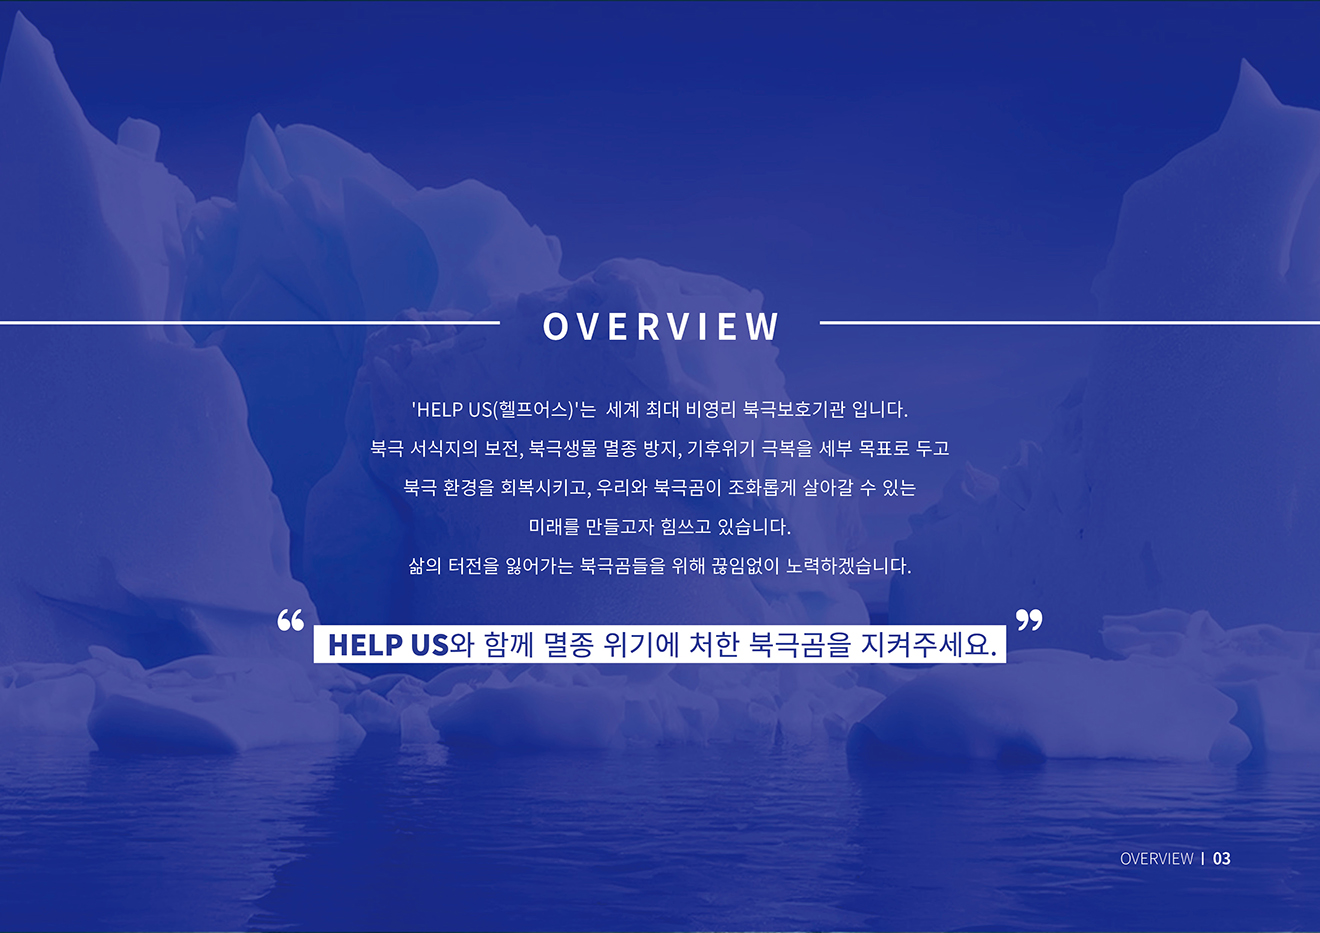 OVERVIEW
'HELP US(헬프어스)'는 세계 최대 비영리 북극보호기관 입니다.
북극 서식지의 보전, 북극생물 멸종 방지, 기후위기 극복을 세부 목표로 두고
북극 환경을 회복시키고, 우리와 북극곰이 조화롭게 살아갈 수 있는
미래를 만들고자 힘쓰고 있습니다.
삶의 터전을 잃어가는 북극곰들을 위해 끊임없이 노력하겠습니다.
“HELP US와 함께 멸종 위기에 처한 북극곰을 지켜주세요.”
OVERVIEW | 03